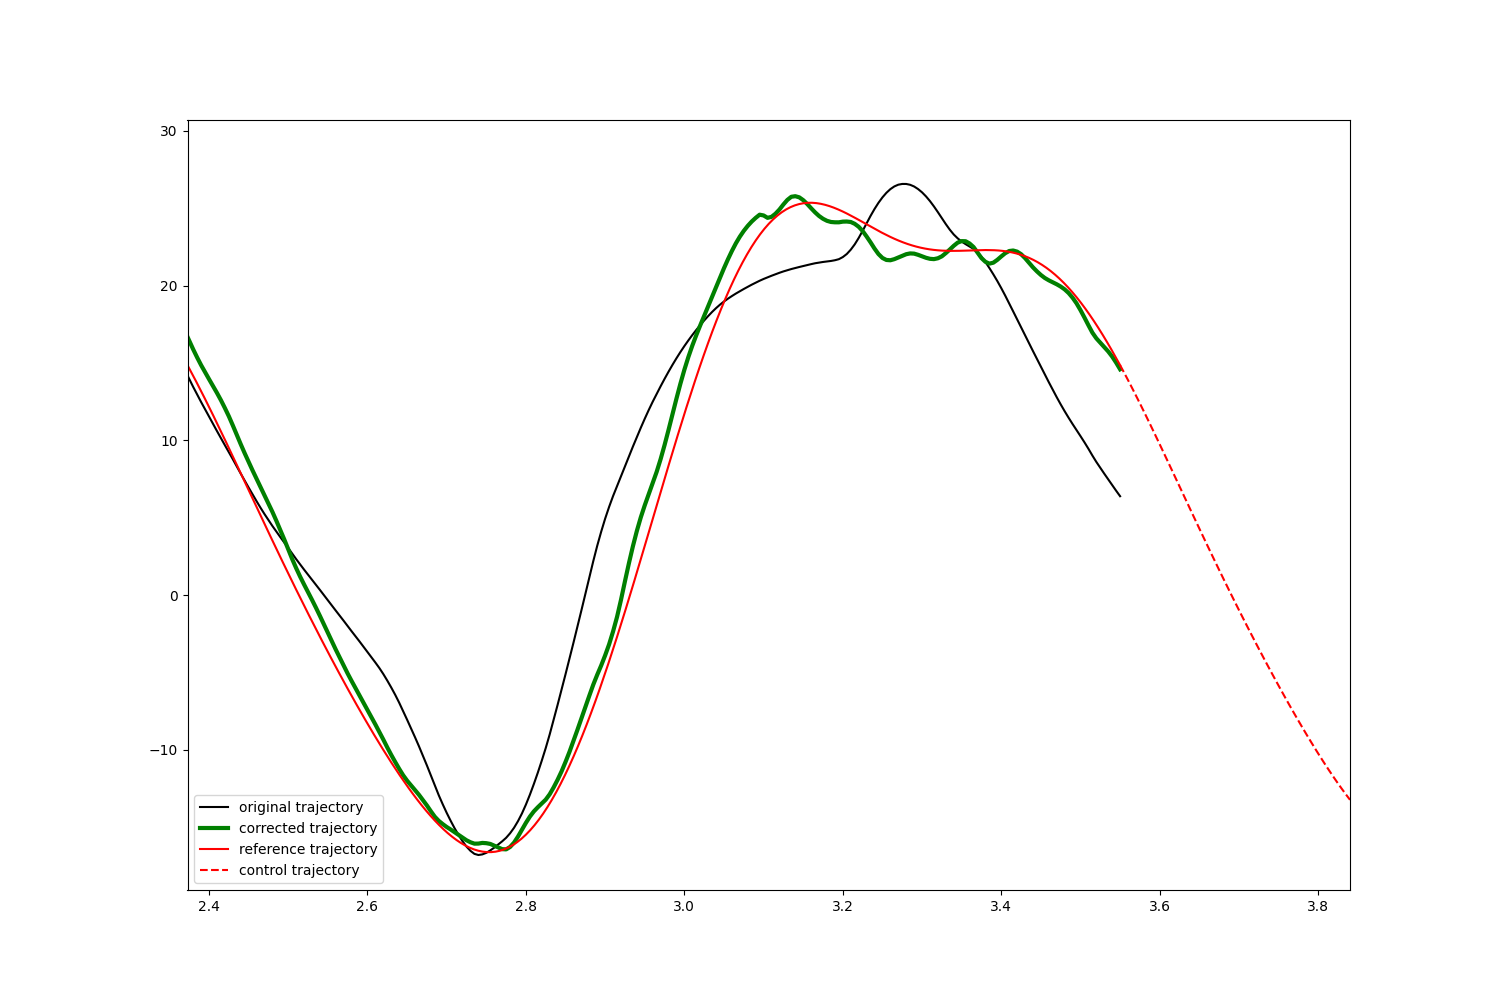 30
20
10
0
−10
original trajectory
corrected trajectory
reference trajectory
control trajectory
2.4 2.6 2.8 3.0 3.2 3.4 3.6 3.8